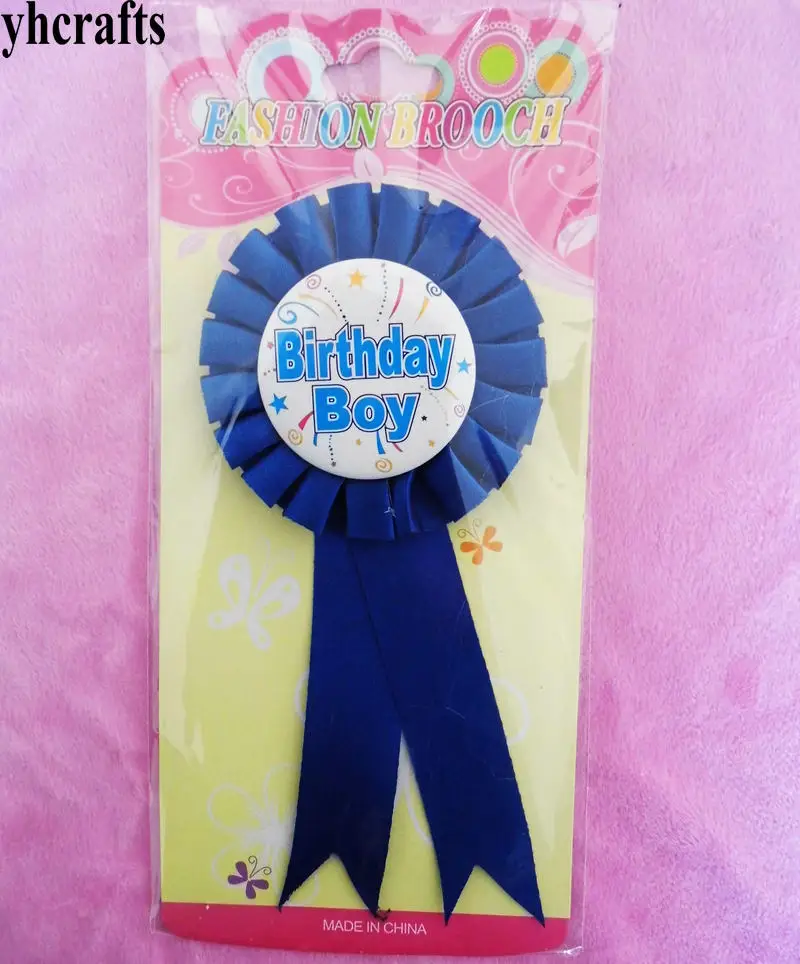 yhcrafts
FASHION BROOCH
Birthday
Boy
MADE IN CHINA